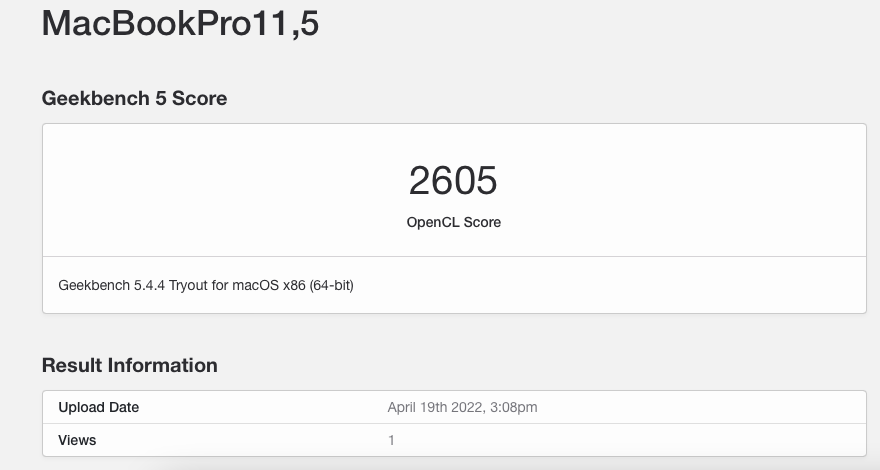 MacBookPro11,5
Geekbench 5 Score
2605
OpenCL Score
Geekbench 5.4.4 Tryout for macOS x86 (64-bit)
Result Information
Upload Date April 19th 2022, 3:08pm
Views 1